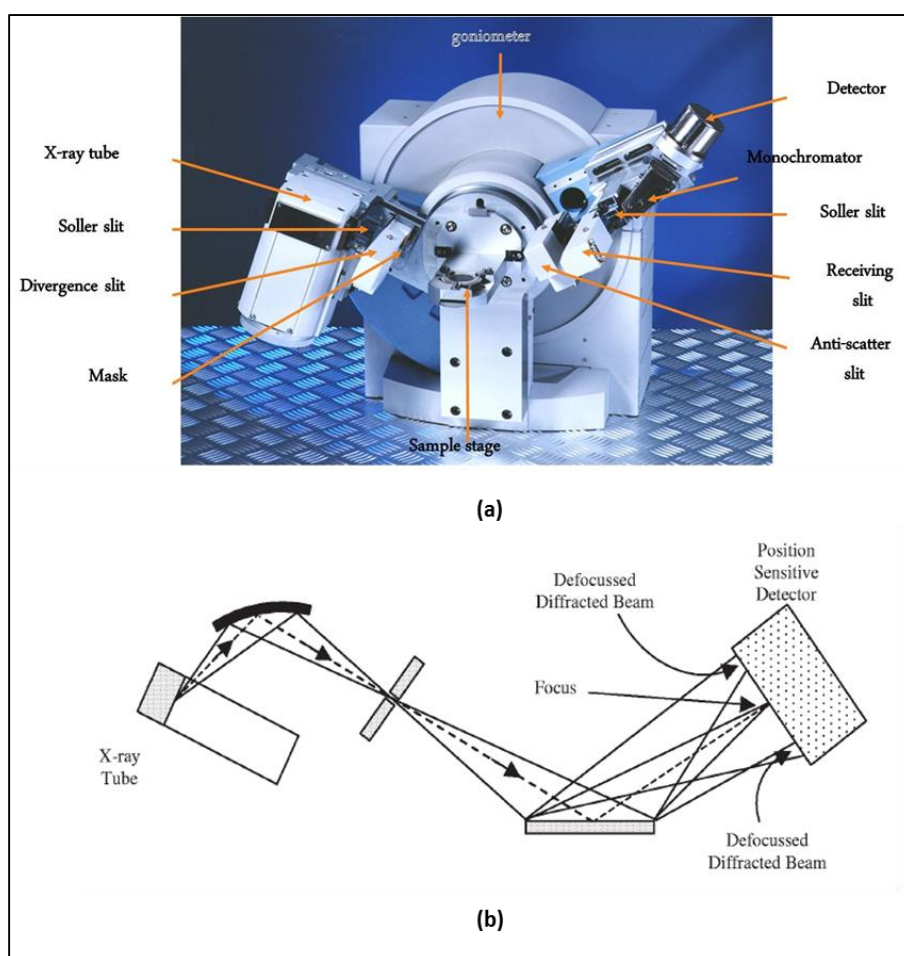 goniometer
Detector
X-ray tube
Monochromator
Soller slit
Soller slit
Divergence slit
Receiving
slit
Mask
Anti-scatter
slit
Sample stage
(a)
Position
Sensitive
Detector
Defocussed
Diffracted Beam
Focus
X-ray
Tube
Defocussed
Diffracted Beam
(b)